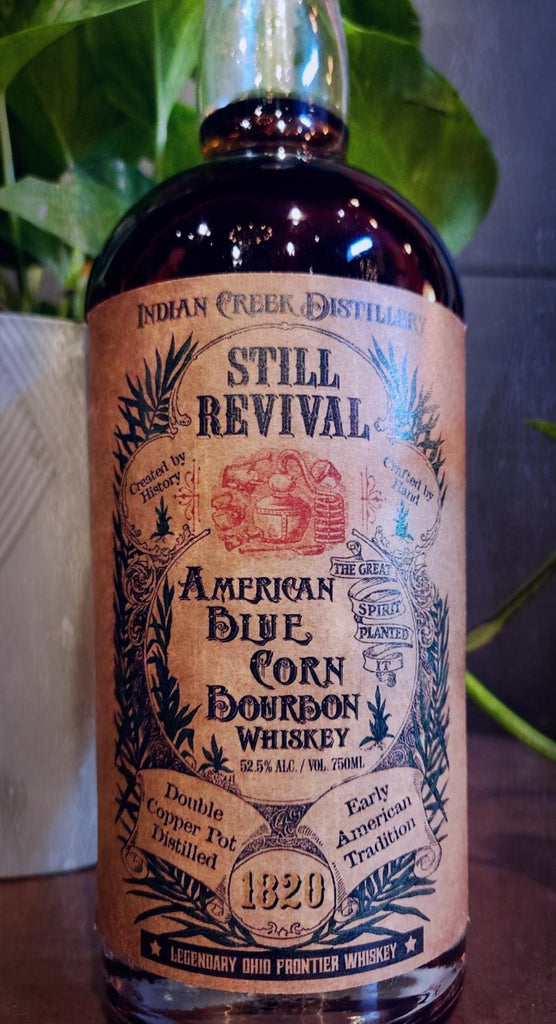 INDIAN CREEK DISTILLERY
STILL
REVIVAL
Created by
History
Crafted by
Hand
AMERICAN
BLUE
CORN
BOURBON
WHISKEY
THE GREAT
SPIRIT
PLANTED
IT
52.5% ALC. / VOL. 750ML
Double
Copper Pot
Distilled
Early
American
Tradition
1820
LEGENDARY OHIO FRONTIER WHISKEY